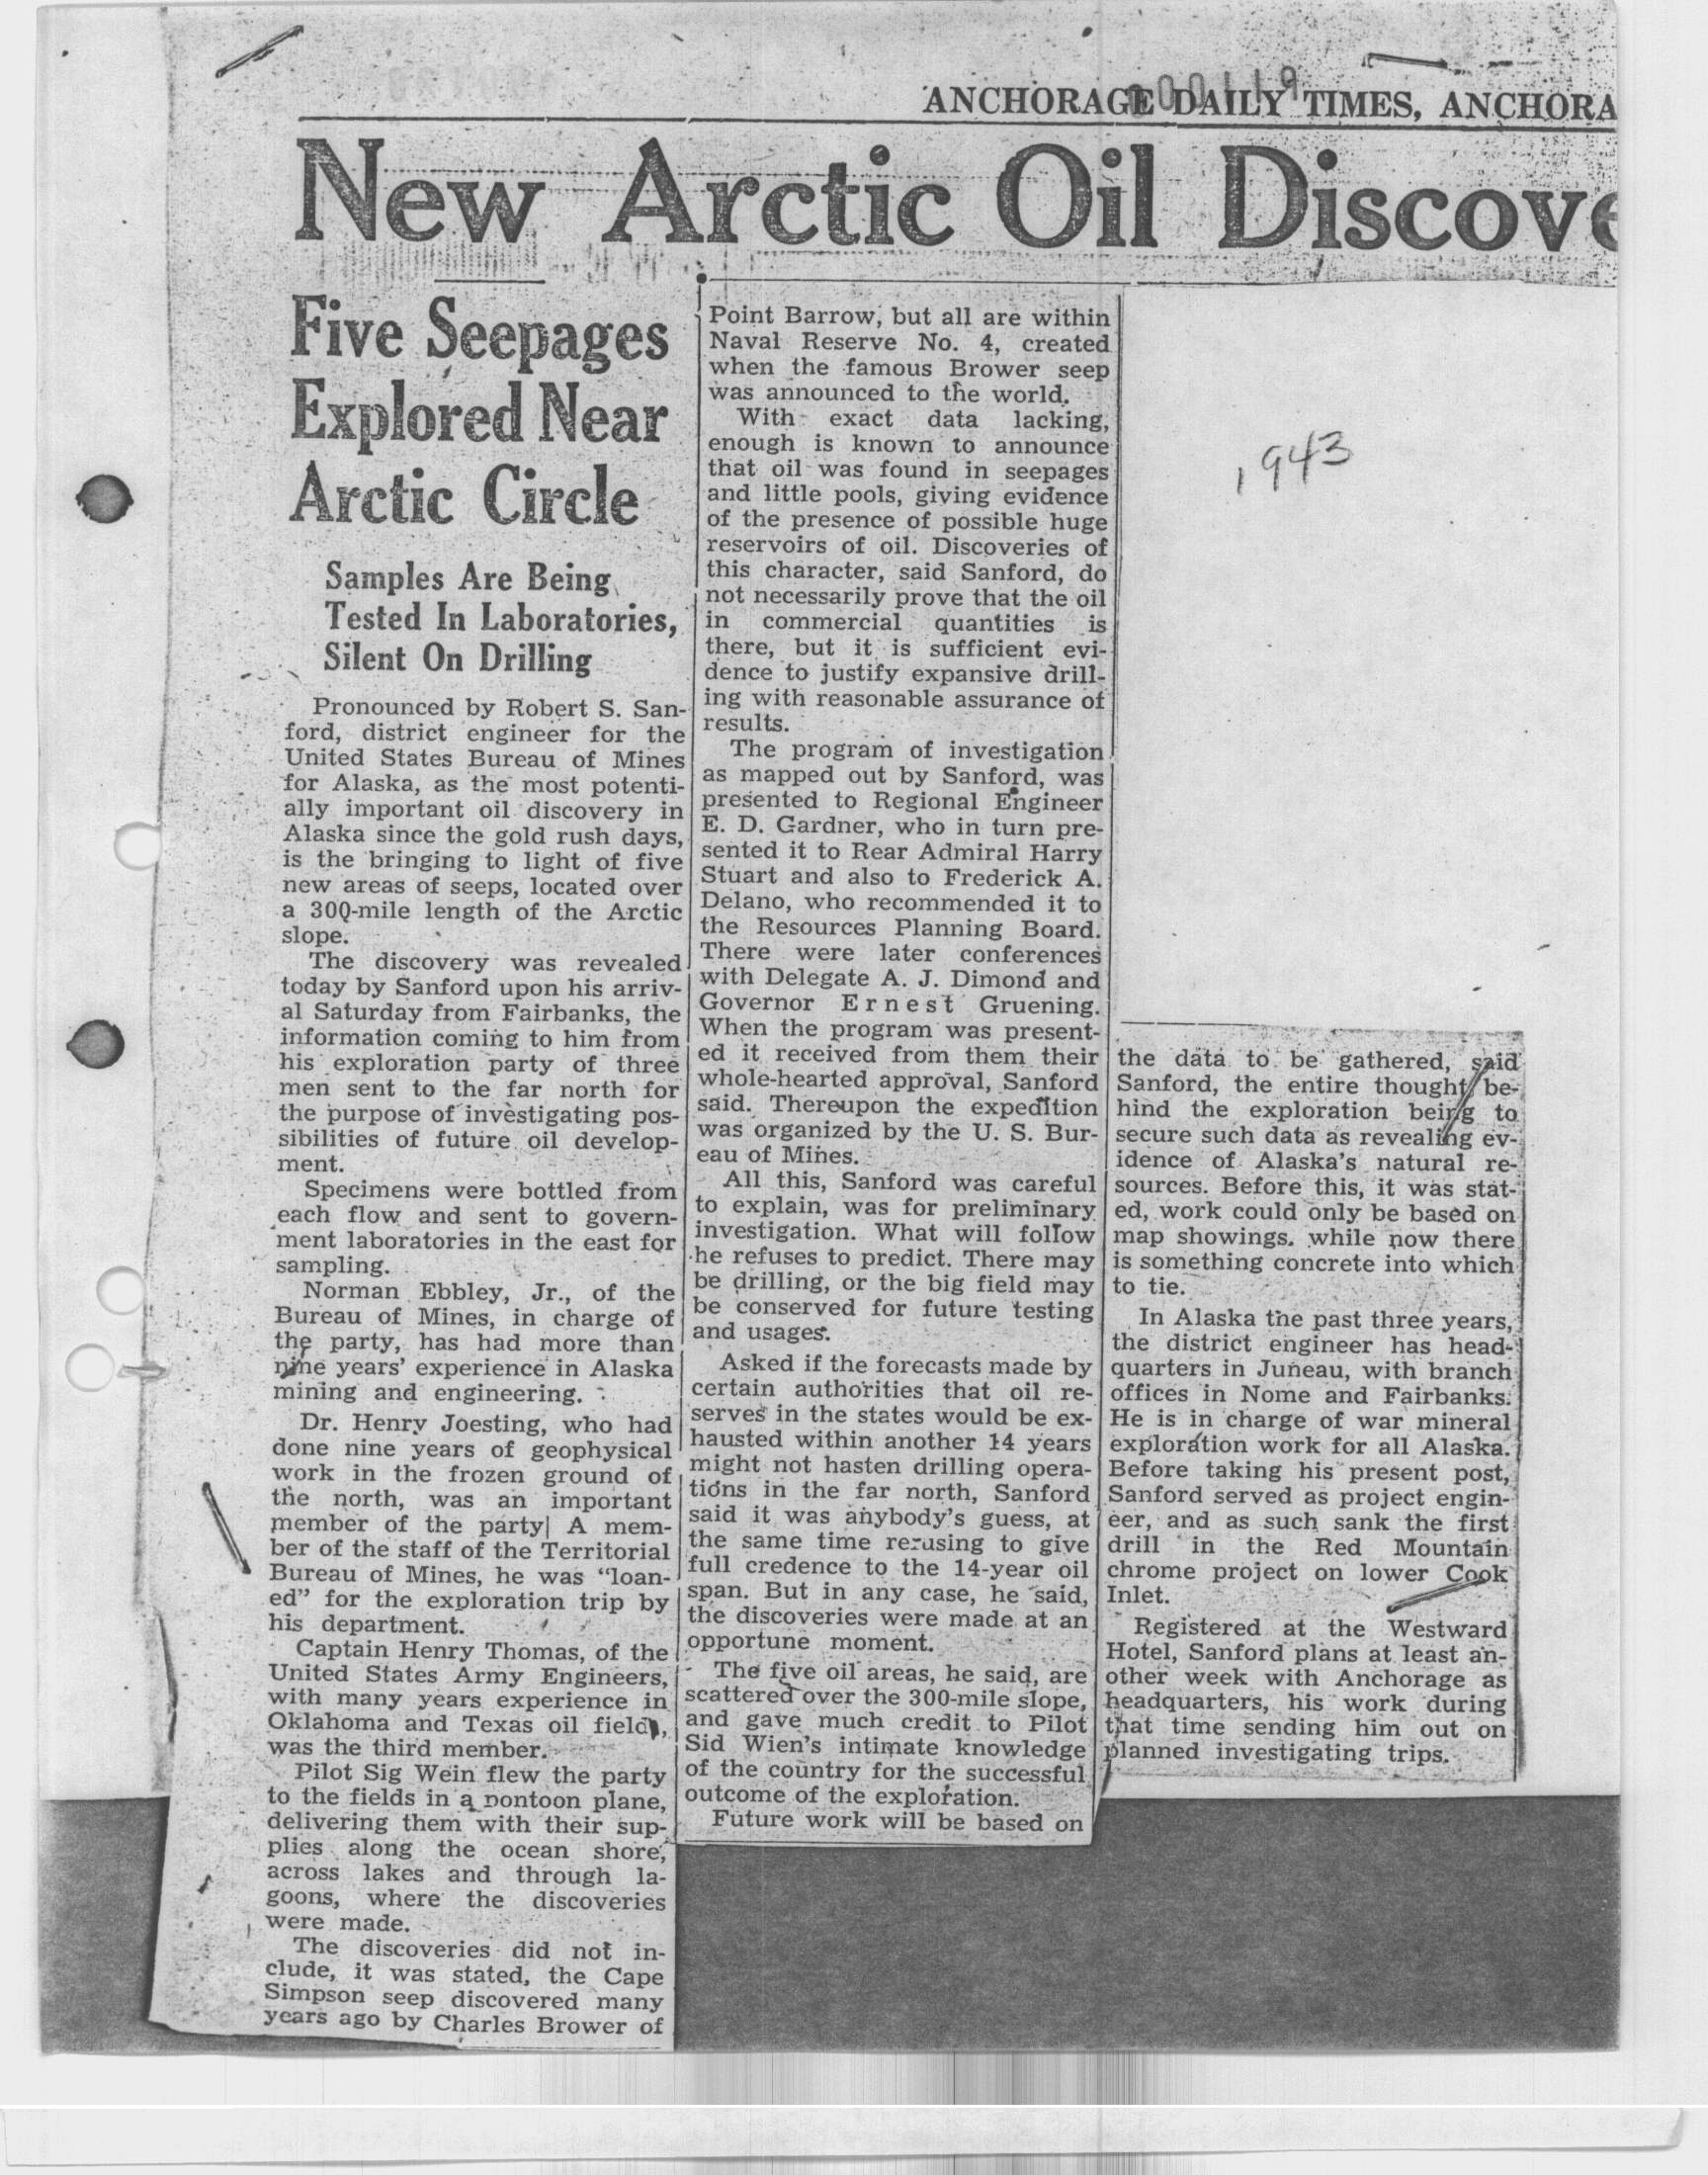 ANCHORAGE DAILY TIMES, ANCHORA
New Arctic Oil Discove
Five Seepages
Explored Near
Arctic Circle
Samples Are Being
Tested In Laboratories,
Silent On Drilling
Pronounced by Robert S. San-
ford, district engineer for the
United States Bureau of Mines
for Alaska, as the most potenti-
ally important oil discovery in
Alaska since the gold rush days,
is the bringing to light of five
new areas of seeps, located over
a 300-mile length of the Arctic
slope.
The discovery was revealed
today by Sanford upon his arriv-
al Saturday from Fairbanks, the
information coming to him from
his exploration party of three
men sent to the far north for
the purpose of investigating pos-
sibilities of future oil develop-
ment.
Specimens were bottled from
each flow and sent to govern-
ment laboratories in the east for
sampling.
Norman Ebbley, Jr., of the
Bureau of Mines, in charge of
the party, has had more than
nine years' experience in Alaska
mining and engineering.
Dr. Henry Joesting, who had
done nine years of geophysical
work in the frozen ground of
the north, was an important
member of the party. A mem-
ber of the staff of the Territorial
Bureau of Mines, he was "loan-
ed" for the exploration trip by
his department.
Captain Henry Thomas, of the
United States Army Engineers,
with many years experience in
Oklahoma and Texas oil field,
was the third member.
Pilot Sig Wein flew the party
to the fields in a pontoon plane,
delivering them with their sup-
plies along the ocean shore,
across lakes and through la-
goons, where the discoveries
were made.
The discoveries did not in-
clude, it was stated, the Cape
Simpson seep discovered many
years ago by Charles Brower of
Point Barrow, but all are within
Naval Reserve No. 4, created
when the famous Brower seep
was announced to the world.
With exact data lacking,
enough is known to announce
that oil was found in seepages
and little pools, giving evidence
of the presence of possible huge
reservoirs of oil. Discoveries of
this character, said Sanford, do
not necessarily prove that the oil
in commercial quantities is
there, but it is sufficient evi-
dence to justify expansive drill-
ing with reasonable assurance of
results.
The program of investigation
as mapped out by Sanford, was
presented to Regional Engineer
E. D. Gardner, who in turn pre-
sented it to Rear Admiral Harry
Stuart and also to Frederick A.
Delano, who recommended it to
the Resources Planning Board.
There were later conferences
with Delegate A. J. Dimond and
Governor Ernest Gruening.
When the program was present-
ed it received from them their
whole-hearted approval, Sanford
said. Thereupon the expedition
was organized by the U. S. Bur-
eau of Mines.
All this, Sanford was careful
to explain, was for preliminary
investigation. What will follow
he refuses to predict. There may
be drilling, or the big field may
be conserved for future testing
and usages.
Asked if the forecasts made by
certain authorities that oil re-
serves in the states would be ex-
hausted within another 14 years
might not hasten drilling opera-
tions in the far north, Sanford
said it was anybody's guess, at
the same time refusing to give
full credence to the 14-year oil
span. But in any case, he said,
the discoveries were made at an
opportune moment.
The five oil areas, he said, are
scattered over the 300-mile slope,
and gave much credit to Pilot
Sid Wien's intimate knowledge
of the country for the successful
outcome of the exploration.
Future work will be based on
1943
the data to be gathered, said
Sanford, the entire thought be-
hind the exploration being to
secure such data as revealing ev-
idence of Alaska's natural re-
sources. Before this, it was stat-
ed, work could only be based on
map showings. while now there
is something concrete into which
to tie.
In Alaska the past three years,
the district engineer has head-
quarters in Juneau, with branch
offices in Nome and Fairbanks.
He is in charge of war mineral
exploration work for all Alaska.
Before taking his present post,
Sanford served as project engin-
eer, and as such sank the first
drill in the Red Mountain
chrome project on lower Cook
Inlet.
Registered at the Westward
Hotel, Sanford plans at least an-
other week with Anchorage as
headquarters, his work during
that time sending him out on
planned investigating trips.